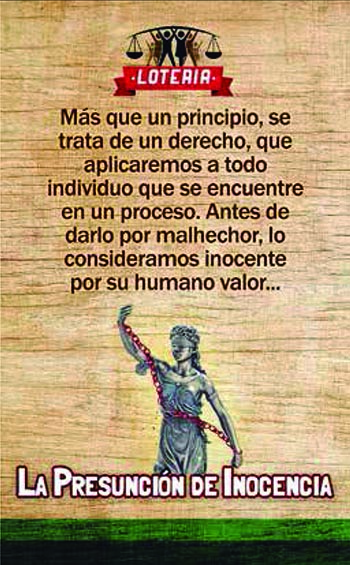 LOTERIA
Más que un principio, se
trata de un derecho, que
aplicaremos a todo
individuo que se encuentre
en un proceso. Antes de
darlo por malhechor, lo
consideramos inocente
por su humano valor...
LA PRESUNCIÓN DE INOCENCIA